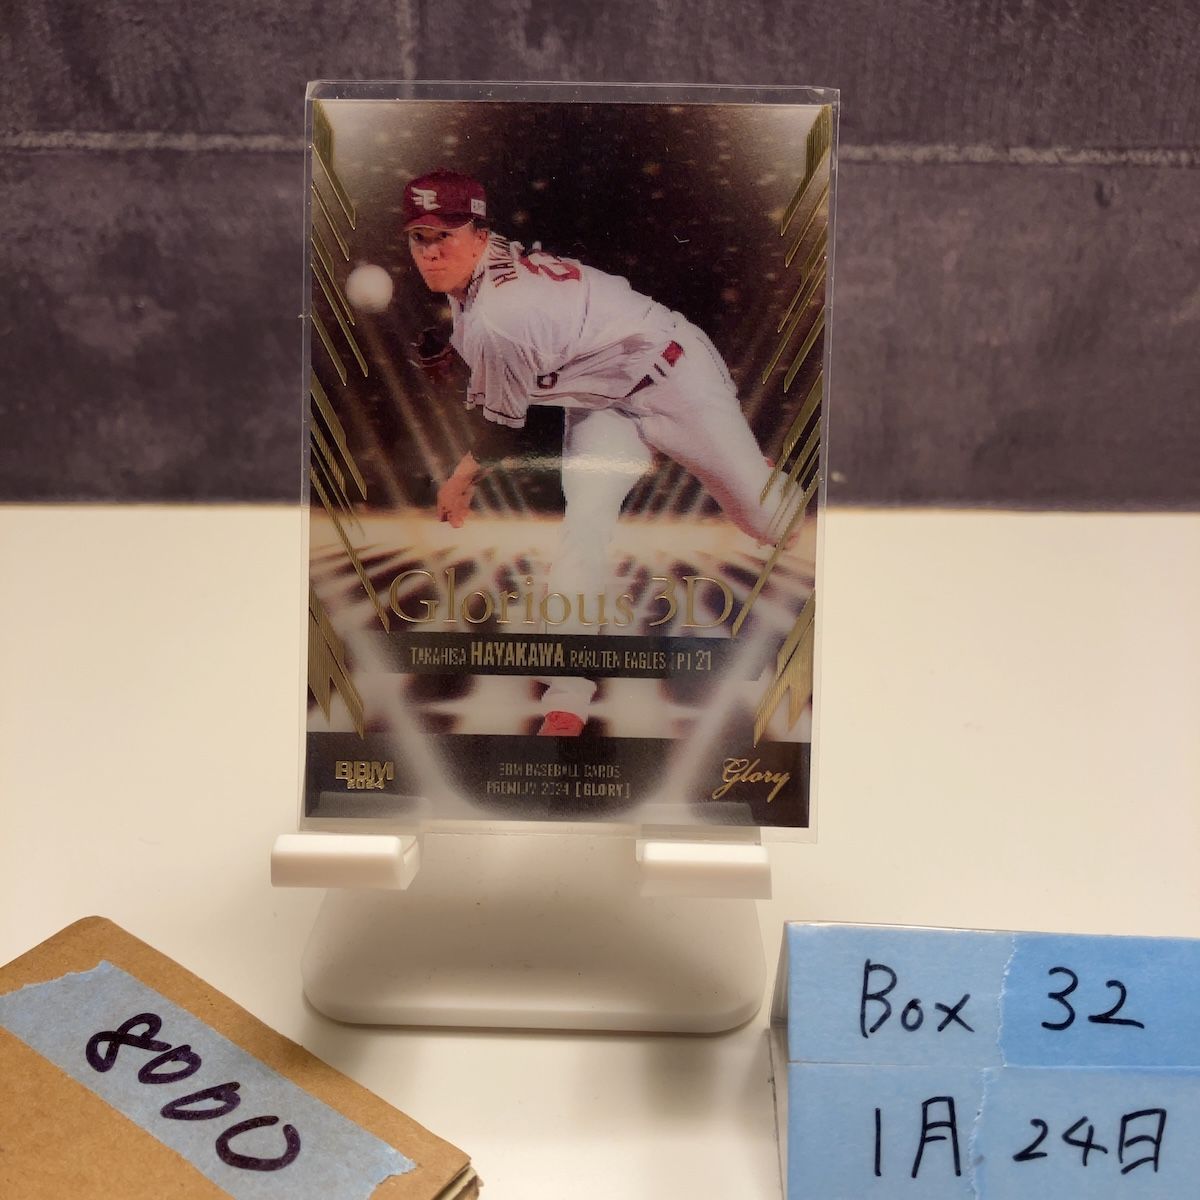 Glorious 3D
TAKAHISA HAYAKAWA RAKUTEN EAGLES [P] 21
BBM
2024
BBM BASEBALL CARDS
PREMIUM 2024 [GLORY]
Glory
8000
Box 32
1月 24日